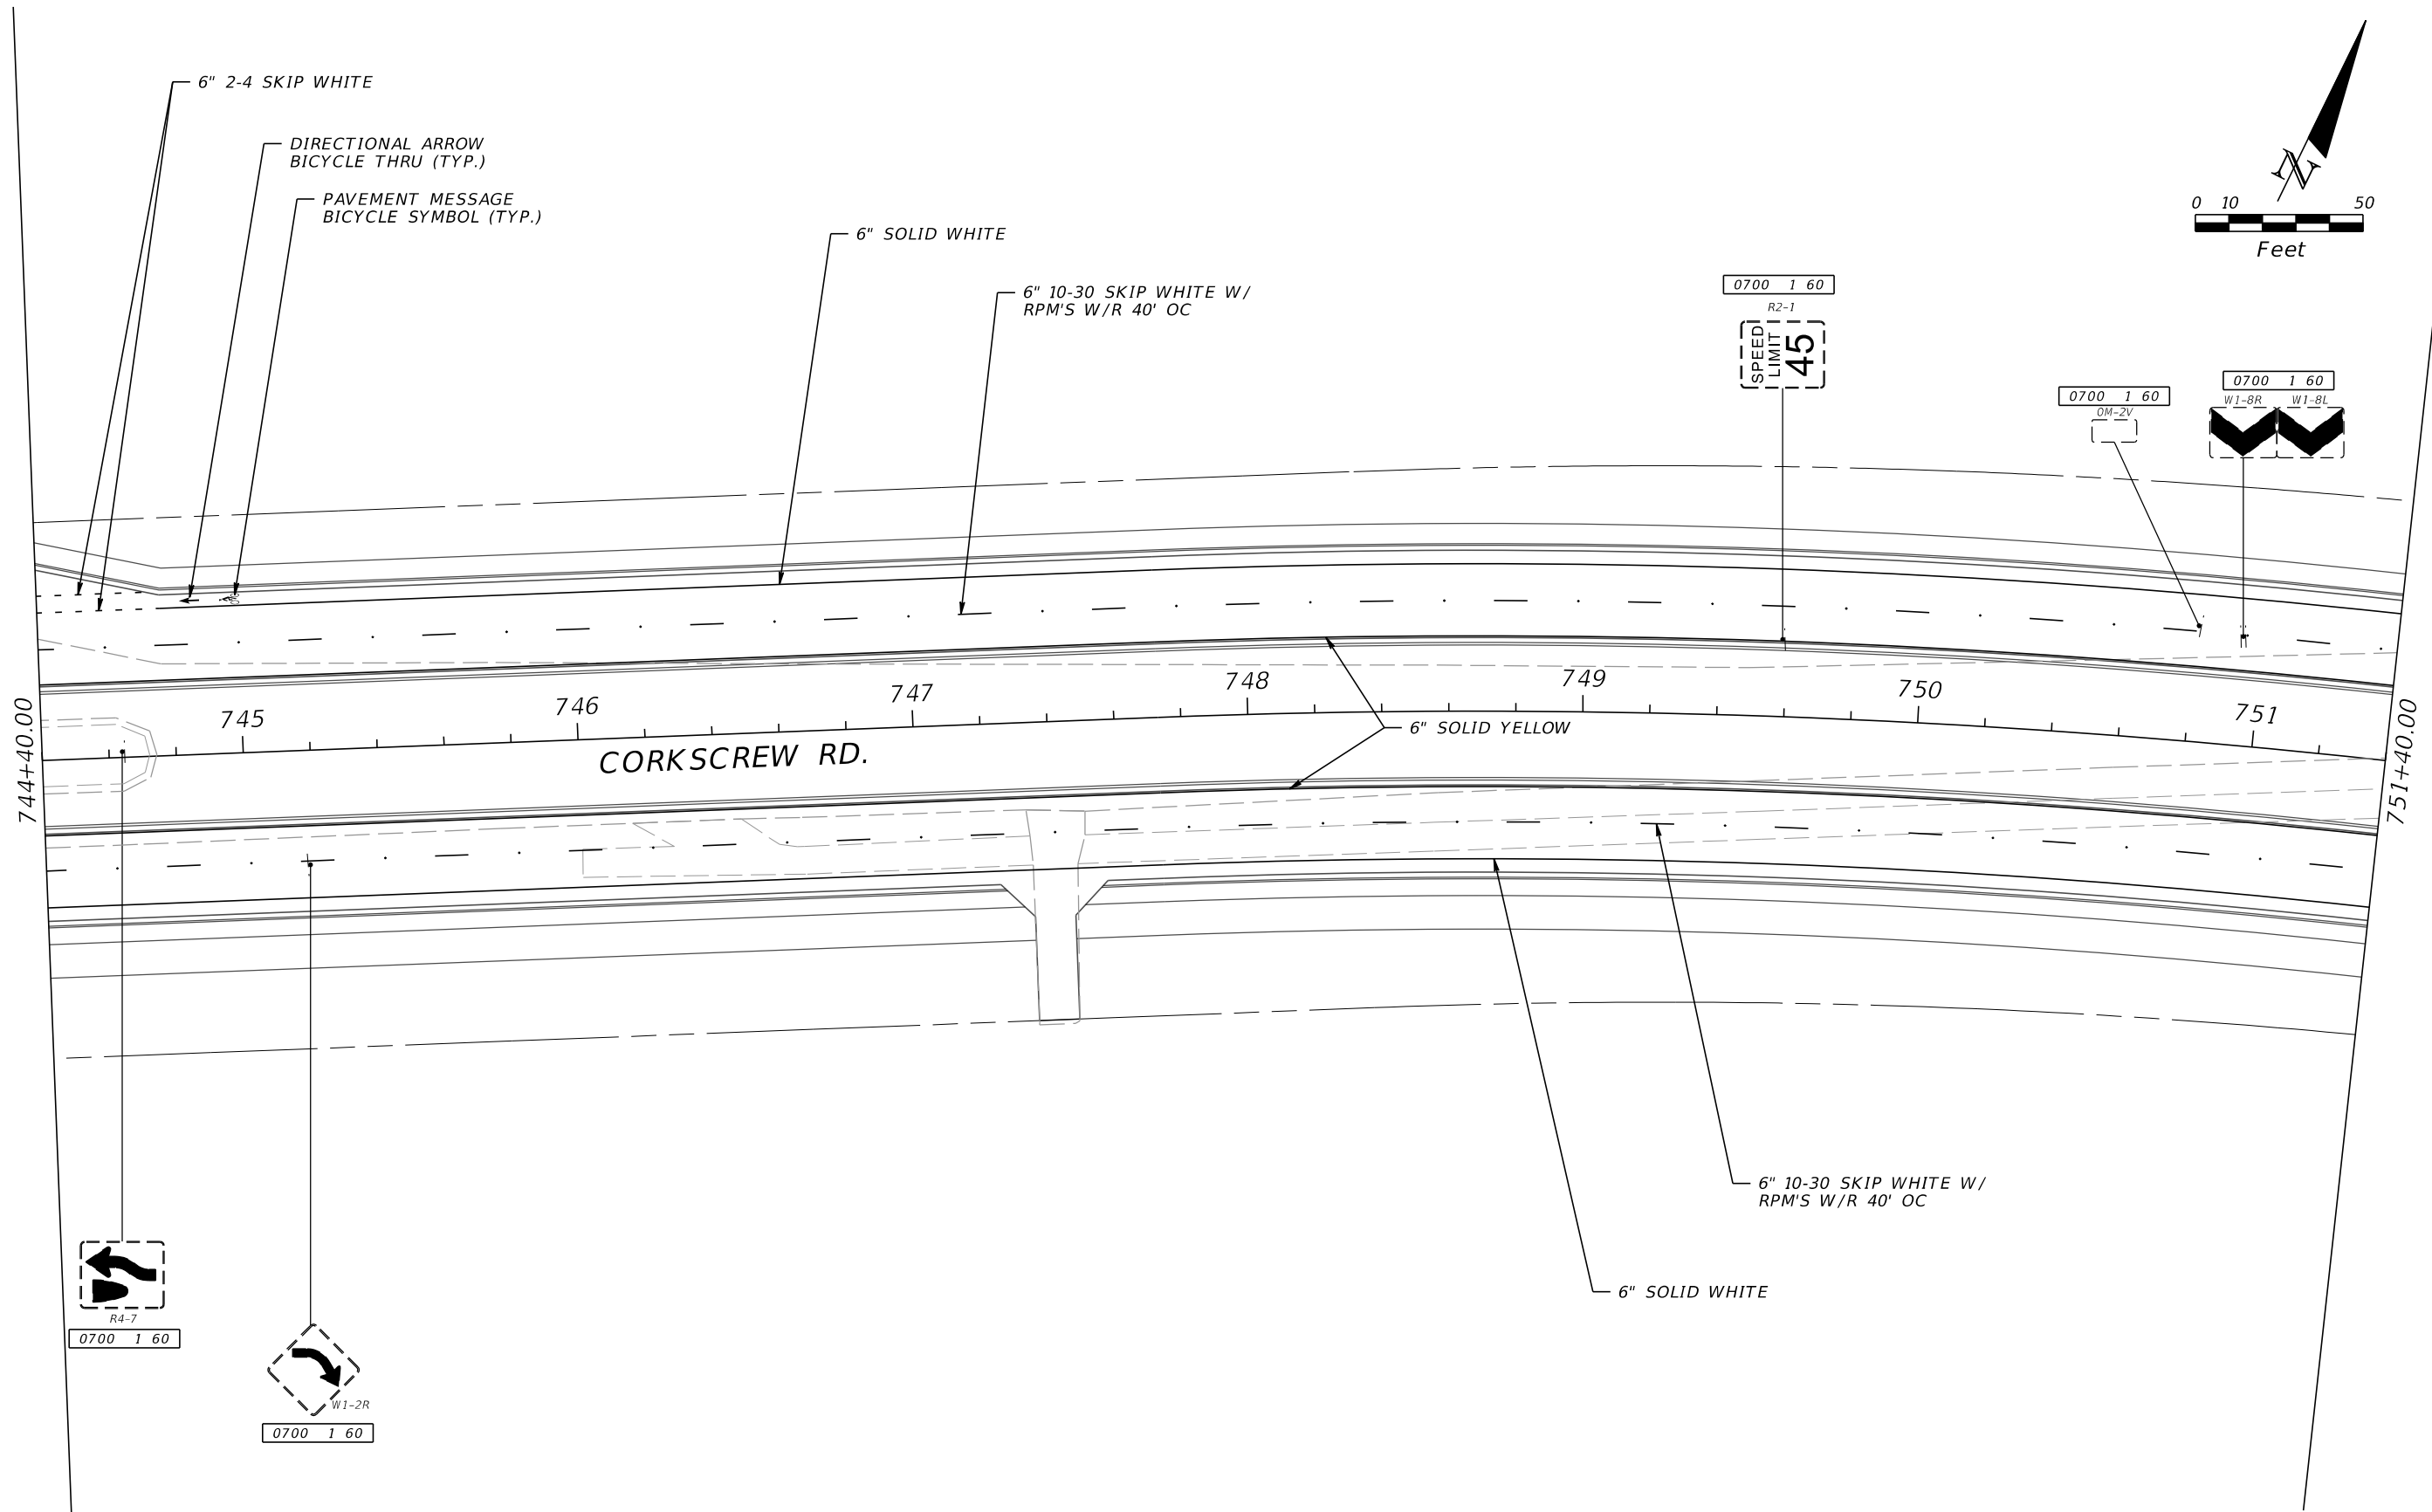 6" 2-4 SKIP WHITE
DIRECTIONAL ARROW
BICYCLE THRU (TYP.)
PAVEMENT MESSAGE
BICYCLE SYMBOL (TYP.)
6" SOLID WHITE
6" 10-30 SKIP WHITE W/
RPM'S W/R 40' OC
0700 1 60
R2-1
SPEED
LIMIT
45
N
0 10 50
Feet
0700 1 60
OM-2V
0700 1 60
W1-8R W1-8L
744+40.00
745
746
747
748
749
750
751
751+40.00
CORKSCREW RD.
6" SOLID YELLOW
6" 10-30 SKIP WHITE W/
RPM'S W/R 40' OC
6" SOLID WHITE
R4-7
0700 1 60
W1-2R
0700 1 60